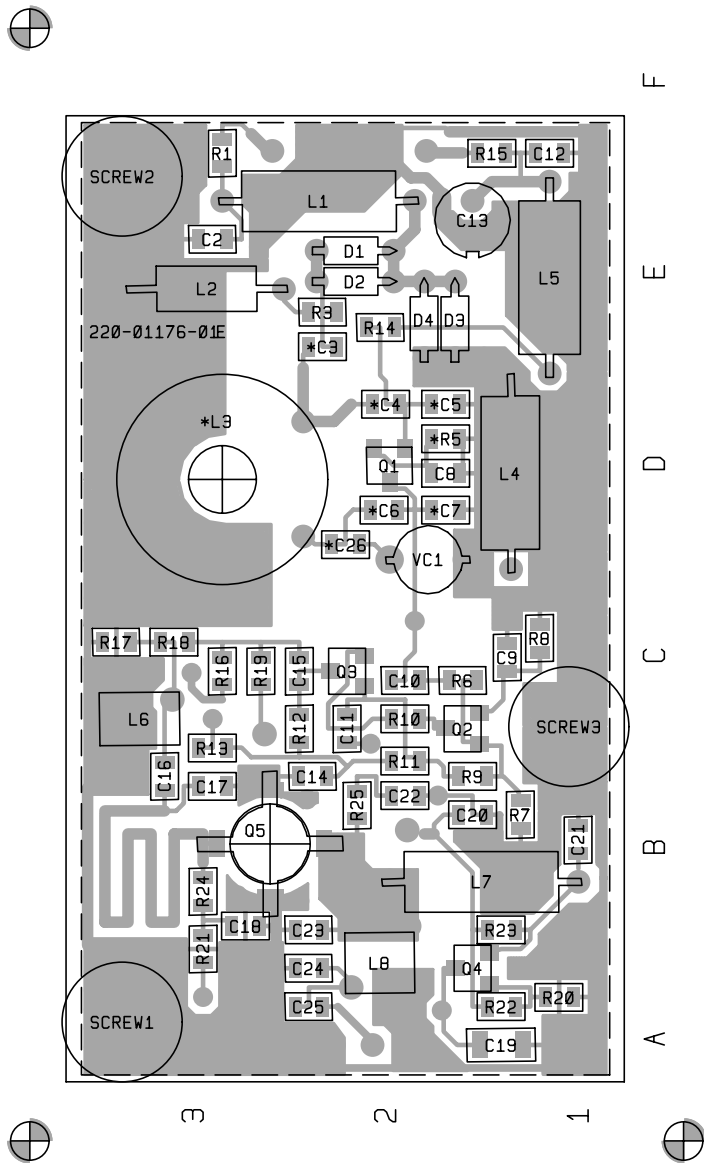 F
R1
R15
C12
SCREW2
L1
C13
C2
D1
E
L2
D2
L5
R3
D4
D3
220-01176-01E
R14
*C3
*C4
*C5
*L3
*R5
Q1
C8
D
L4
*C6
*C7
*C26
VC1
R17
R18
R8
C9
C
R16
R19
C15
Q3
C10
R6
L6
R12
C11
R10
Q2
SCREW3
R13
R11
C16
C17
C14
R9
R25
C22
C20
R7
Q5
C21
B
R24
L7
C18
C23
R23
R21
C24
L8
Q4
R20
C25
R22
SCREW1
C19
A
3
2
1